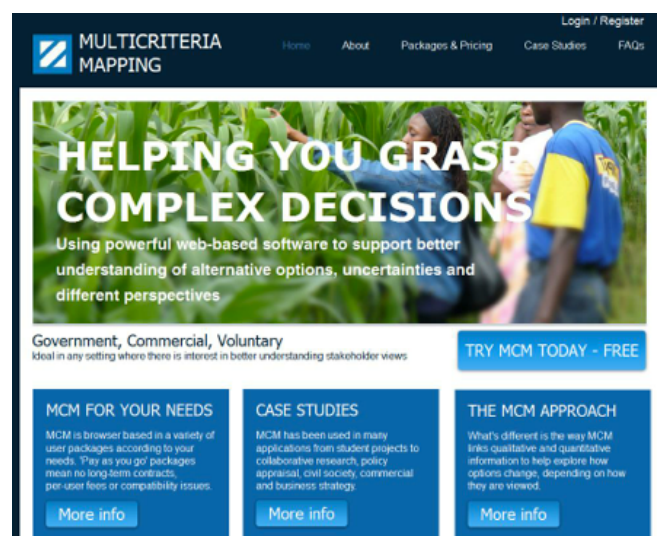 Login / Register
MULTICRITERIA
MAPPING
Home About Packages & Pricing Case Studies FAQs
HELPING YOU GRASP
COMPLEX DECISIONS
Using powerful web-based software to support better
understanding of alternative options, uncertainties and
different perspectives
Government, Commercial, Voluntary
Ideal in any setting where there is interest in better understanding stakeholder views
TRY MCM TODAY - FREE
MCM FOR YOUR NEEDS
MCM is browser based in a variety of
user packages according to your
needs. 'Pay as you go' packages
mean no long-term contracts,
per-user fees or compatibility issues.
More info
CASE STUDIES
MCM has been used in many
applications from student projects to
collaborative research, policy
appraisal, civil society, commercial
and business strategy.
More info
THE MCM APPROACH
What's different is the way MCM
links qualitative and quantitative
information to help explore how
options change, depending on how
they are viewed.
More info